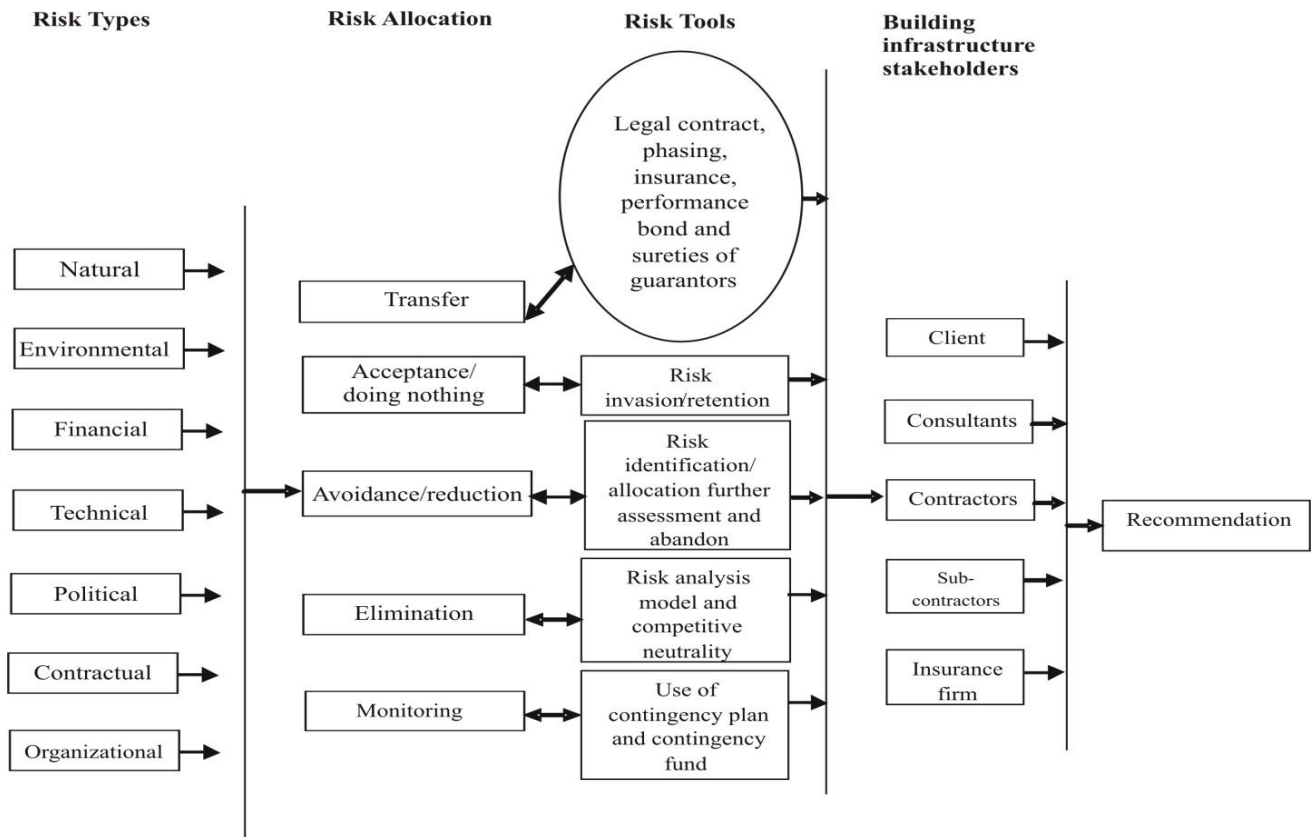 Risk Types
Risk Allocation
Risk Tools
Building
infrastructure
stakeholders
Natural
Environmental
Financial
Technical
Political
Contractual
Organizational
Transfer
Acceptance/
doing nothing
Avoidance/reduction
Elimination
Monitoring
Legal contract,
phasing,
insurance,
performance
bond and
sureties of
guarantors
Risk
invasion/retention
Risk
identification/
allocation further
assessment and
abandon
Risk analysis
model and
competitive
neutrality
Use of
contingency plan
and contingency
fund
Client
Consultants
Contractors
Sub-
contractors
Insurance
firm
Recommendation